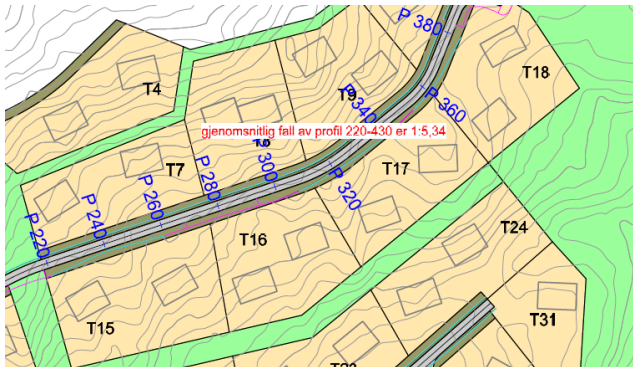 P 380
T18
T4
T9
P 340
P 360
gjenomsnitlig fall av profil 220-430 er 1:5,34
T7
T17
P 300
P 280
P 320
P 260
P 240
P 220
T16
T24
T15
T31